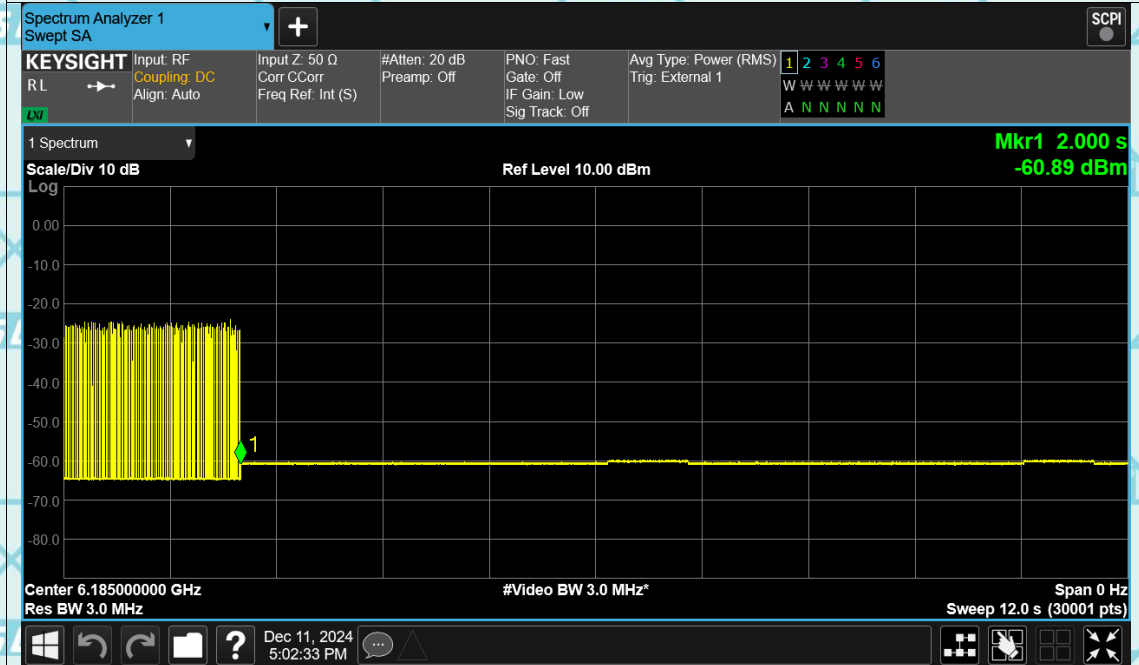 Spectrum Analyzer 1
Swept SA
+
SCPI
KEYSIGHT
R L
LXI
Input: RF
Coupling: DC
Align: Auto
Input Z: 50 Ω
Corr CCorr
Freq Ref: Int (S)
#Atten: 20 dB
Preamp: Off
PNO: Fast
Gate: Off
IF Gain: Low
Sig Track: Off
Avg Type: Power (RMS)
Trig: External 1
1 2 3 4 5 6
W W W W W W
A N N N N N
1 Spectrum
Mkr1 2.000 s
-60.89 dBm
Scale/Div 10 dB
Ref Level 10.00 dBm
Log
0.00
-10.0
-20.0
-30.0
-40.0
-50.0
1
-60.0
-70.0
-80.0
Center 6.185000000 GHz
#Video BW 3.0 MHz*
Span 0 Hz
Res BW 3.0 MHz
Sweep 12.0 s (30001 pts)
?
Dec 11, 2024
5:02:33 PM